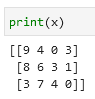 print(x)
[[9 4 0 3]
 [8 6 3 1]
 [3 7 4 0]]